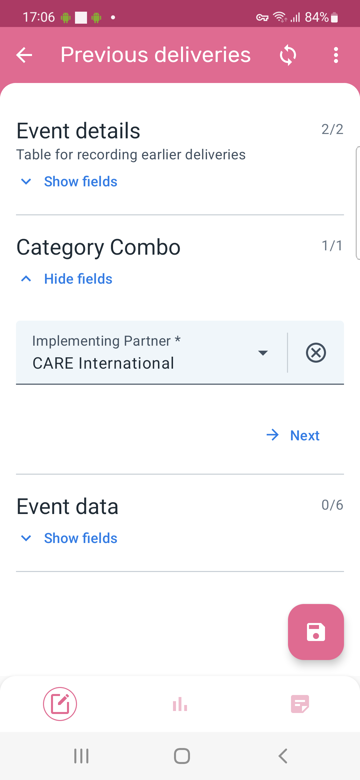 17:06
84%
Previous deliveries
Event details
2/2
Table for recording earlier deliveries
Show fields
Category Combo
1/1
Hide fields
Implementing Partner *
CARE International
Next
Event data
0/6
Show fields